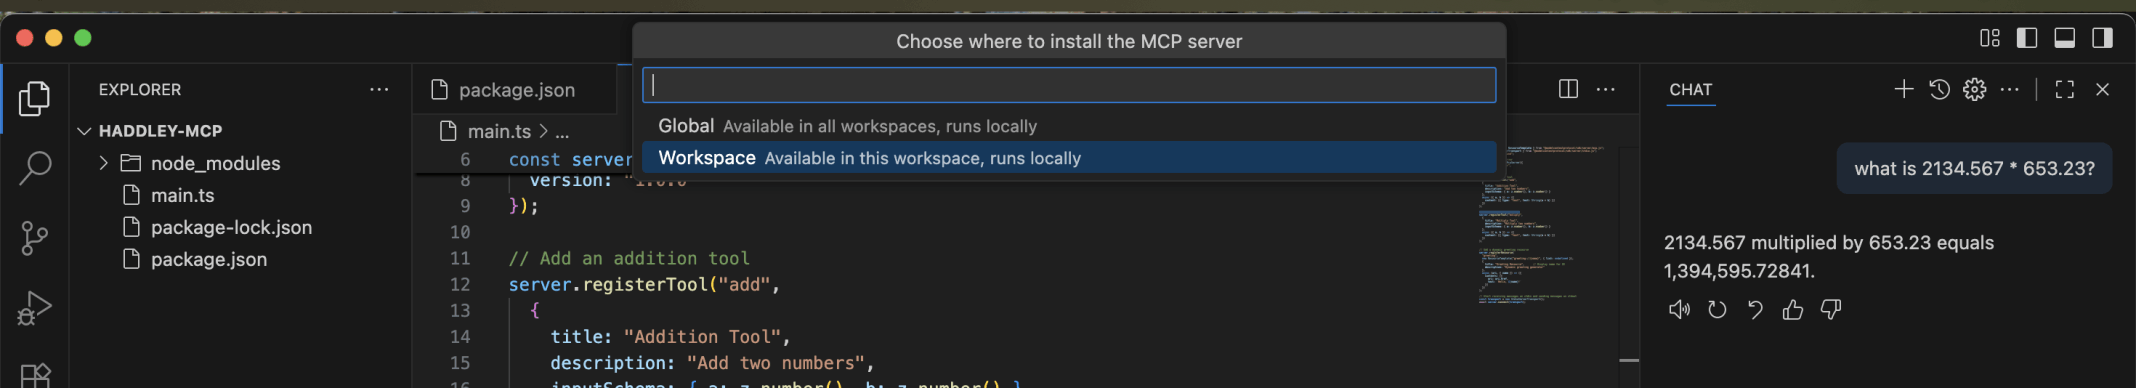 Choose where to install the MCP server
EXPLORER
HADDLEY-MCP
node_modules
main.ts
package-lock.json
package.json
package.json
main.ts > ...
Global Available in all workspaces, runs locally
Workspace Available in this workspace, runs locally
6 const server
8 version: "1.0.0"
9 });
10
11 // Add an addition tool
12 server.registerTool("add",
13 {
14 title: "Addition Tool",
15 description: "Add two numbers",
16 inputSchema: { a: z.number(), b: z.number() }
CHAT
what is 2134.567 * 653.23?
2134.567 multiplied by 653.23 equals
1,394,595.72841.